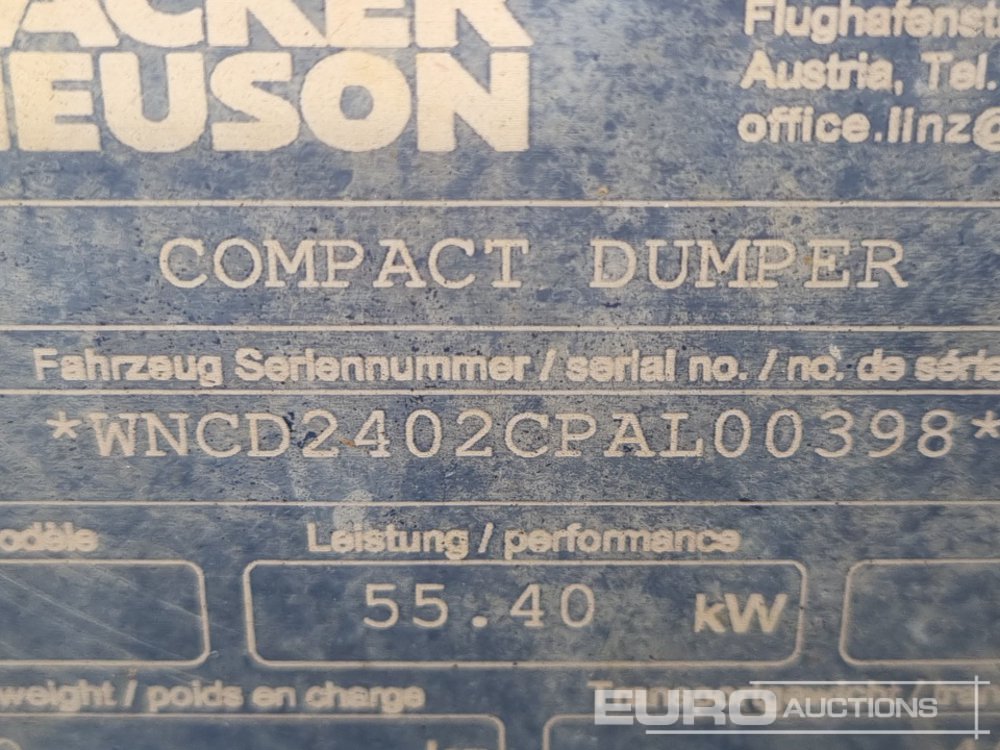 ACKER
NEUSON
Flughafenst
Austria, Tel.
office.linz@
COMPACT DUMPER
Fahrzeug Seriennummer / serial no. / no. de série
*WNCD2402CPAL00398*
odèle
Leistung / performance
55.40 kW
weight / poids en charge
EURO AUCTIONS